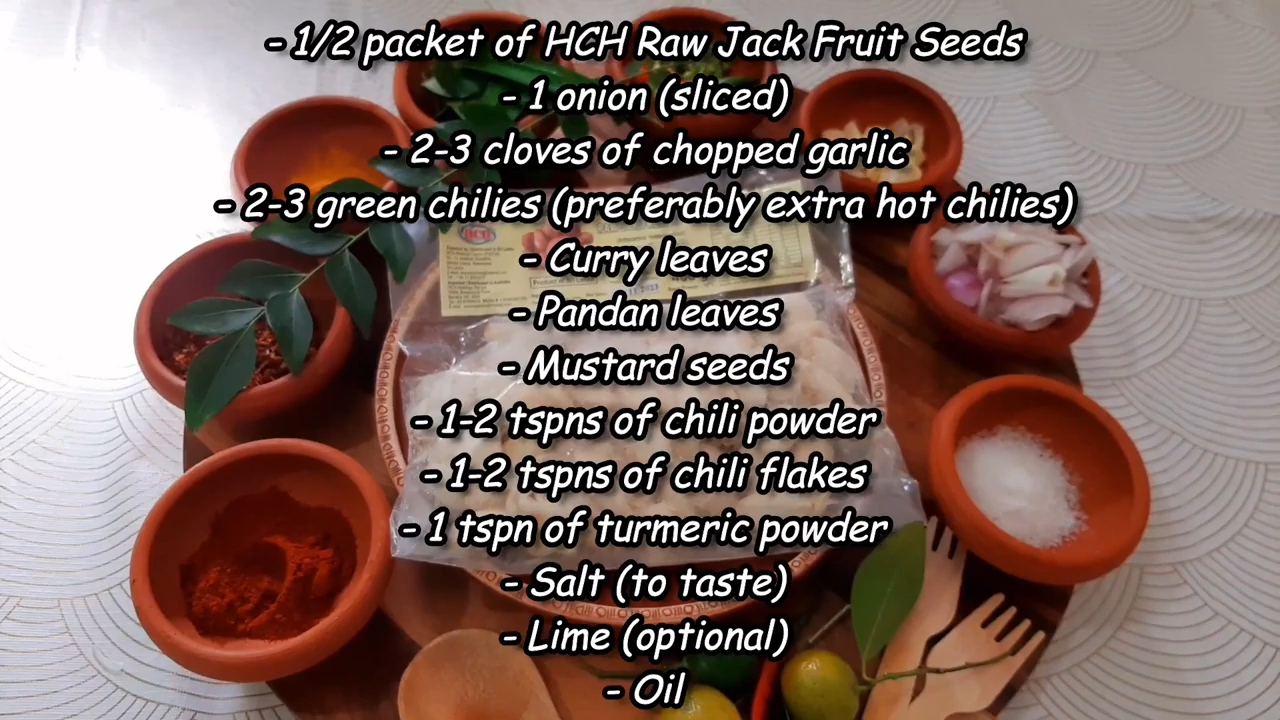 - 1/2 packet of HCH Raw Jack Fruit Seeds
- 1 onion (sliced)
- 2-3 cloves of chopped garlic
- 2-3 green chilies (preferably extra hot chilies)
- Curry leaves
- Pandan leaves
- Mustard seeds
- 1-2 tspns of chili powder
- 1-2 tspns of chili flakes
- 1 tspn of turmeric powder
- Salt (to taste)
- Lime (optional)
- Oil